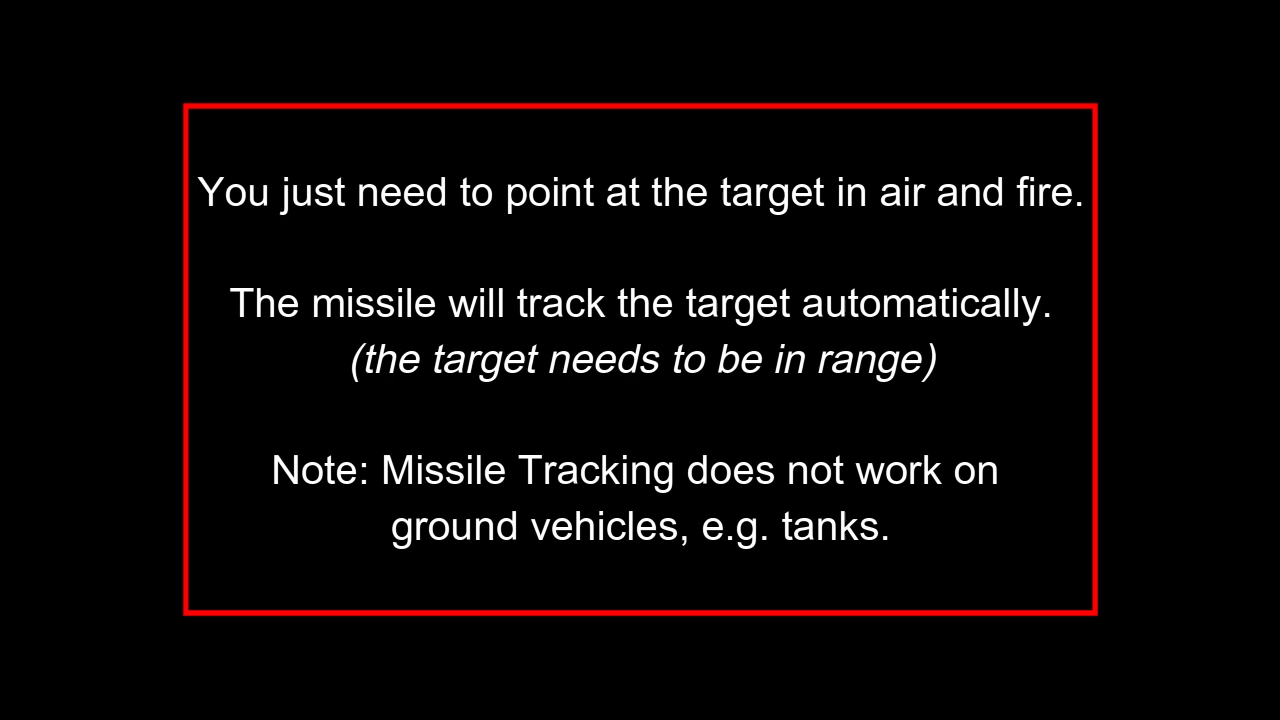 You just need to point at the target in air and fire.
The missile will track the target automatically.
(the target needs to be in range)
Note: Missile Tracking does not work on
ground vehicles, e.g. tanks.